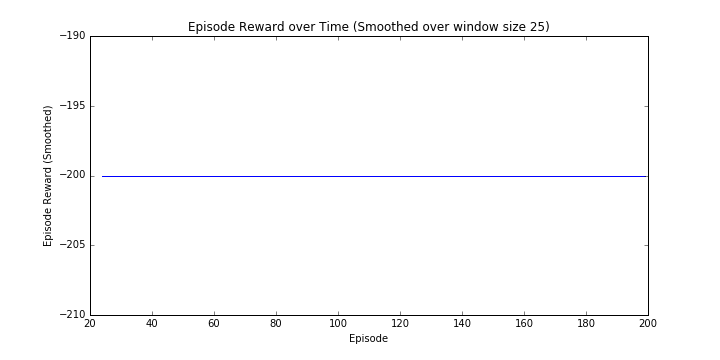 Episode Reward over Time (Smoothed over window size 25)
−190
−195
−200
−205
−210
Episode Reward (Smoothed)
20 40 60 80 100 120 140 160 180 200
Episode